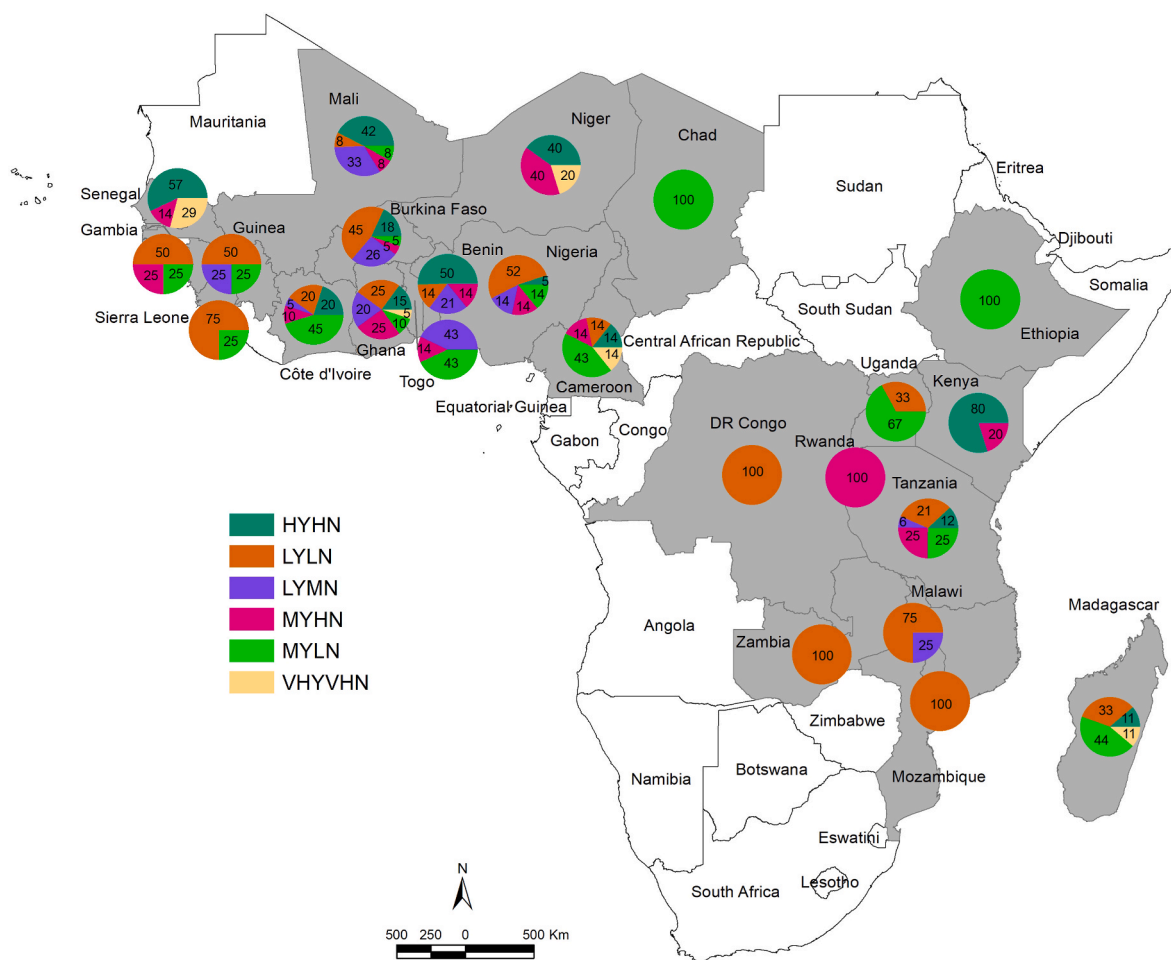 Mali
42
8
8
8
33
Mauritania
Niger
40
40
20
Chad
100
Sudan
Eritrea
Djibouti
Somalia
Senegal
57
14
29
Gambia
50
25
25
Guinea
50
25
25
Burkina Faso
45
18
5
5
26
Benin
50
14
14
21
Nigeria
52
5
14
14
14
Ethiopia
100
South Sudan
Sierra Leone
75
25
20
20
5
10
45
Côte d'Ivoire
25
15
20
5
10
25
Ghana
43
14
43
Togo
14
14
14
43
14
Cameroon
Central African Republic
Equatorial Guinea
Gabon
Congo
DR Congo
100
Uganda
33
67
Kenya
80
20
Rwanda
100
Tanzania
21
12
6
25
25
HYHN
LYLN
LYMN
MYHN
MYLN
VHYVHN
Angola
Zambia
100
Malawi
75
25
100
Madagascar
33
11
44
11
Zimbabwe
Mozambique
Namibia
Botswana
Eswatini
Lesotho
South Africa
N
500 250 0 500 Km